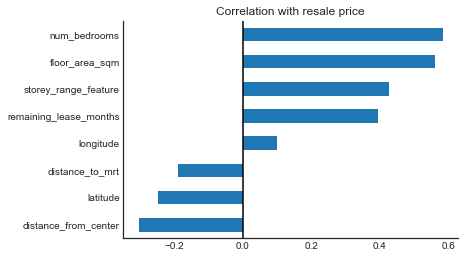 Correlation with resale price
num_bedrooms
floor_area_sqm
storey_range_feature
remaining_lease_months
longitude
distance_to_mrt
latitude
distance_from_center
−0.2 0.0 0.2 0.4 0.6